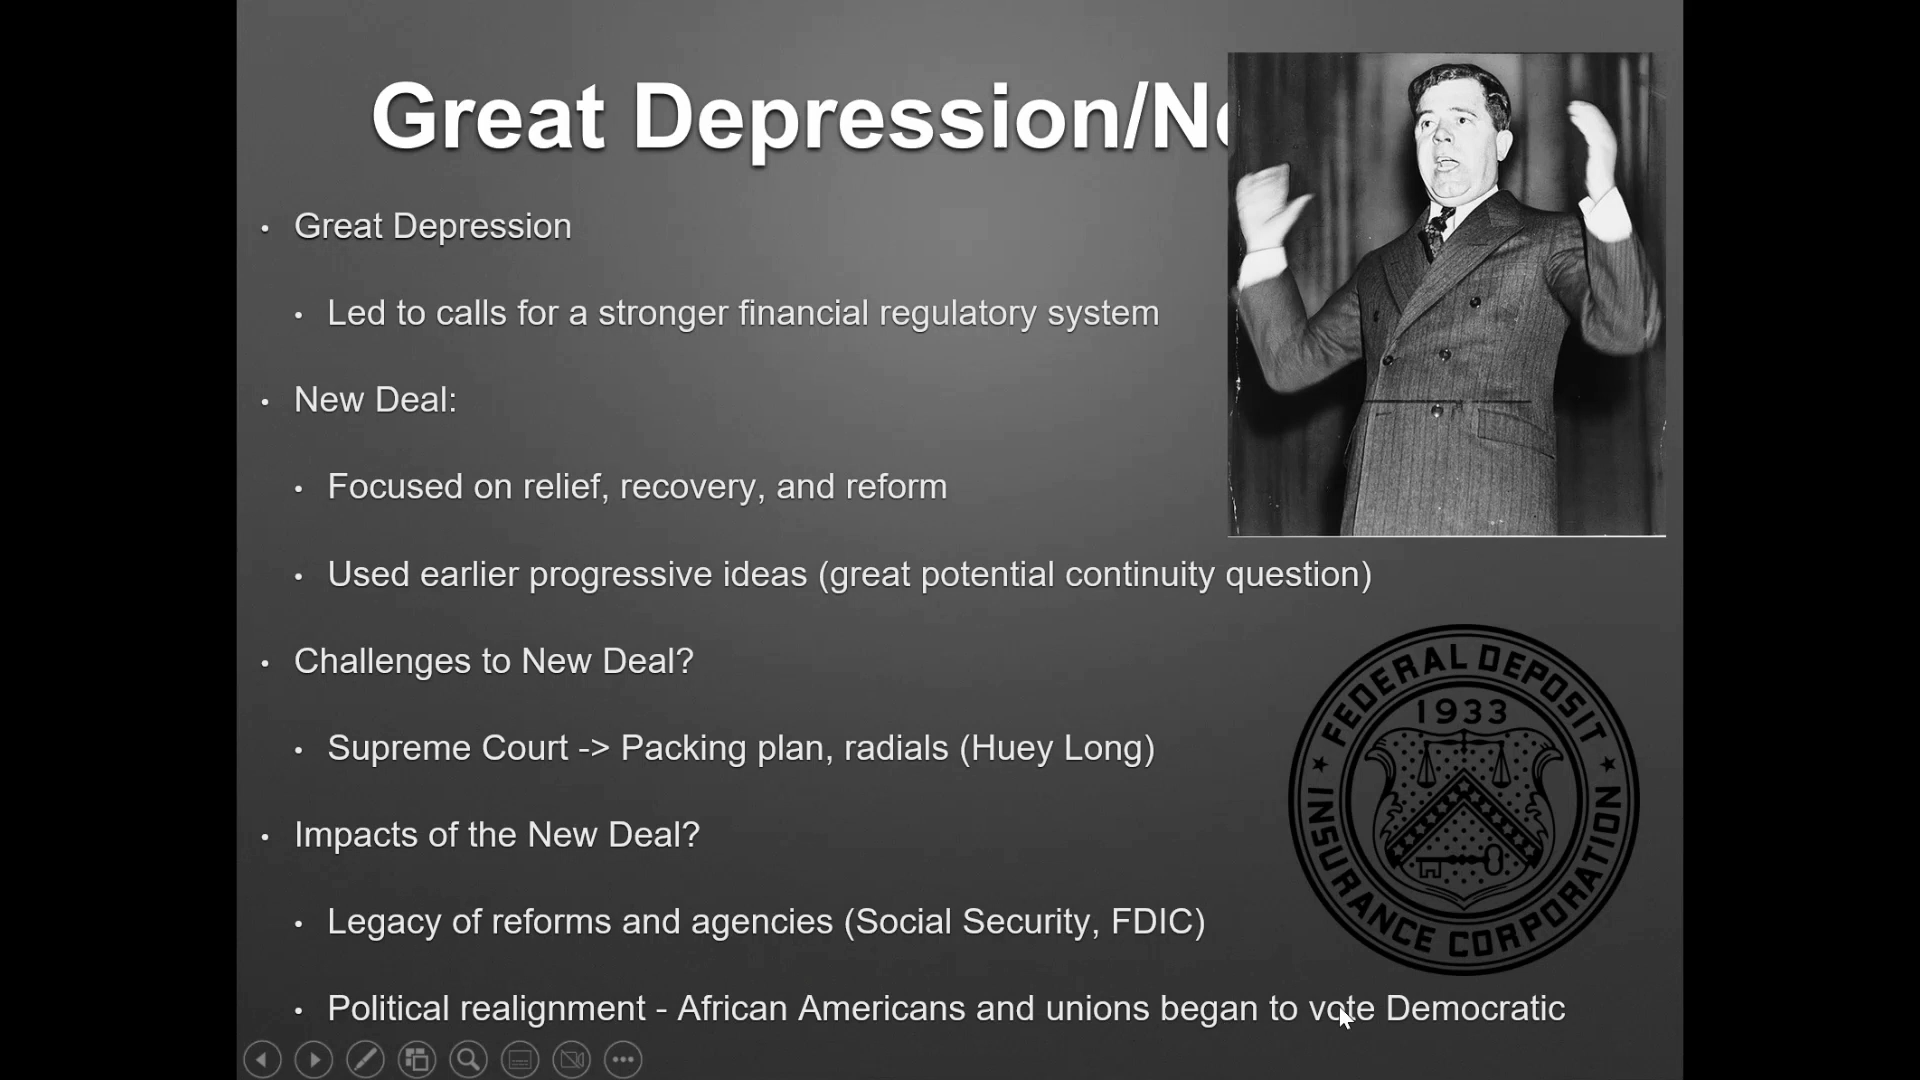 Great Depression/Ne
• Great Depression
• Led to calls for a stronger financial regulatory system
• New Deal:
• Focused on relief, recovery, and reform
• Used earlier progressive ideas (great potential continuity question)
• Challenges to New Deal?
• Supreme Court -> Packing plan, radials (Huey Long)
• Impacts of the New Deal?
• Legacy of reforms and agencies (Social Security, FDIC)
• Political realignment - African Americans and unions began to vote Democratic
FEDERAL DEPOSIT
INSURANCE CORPORATION
1933